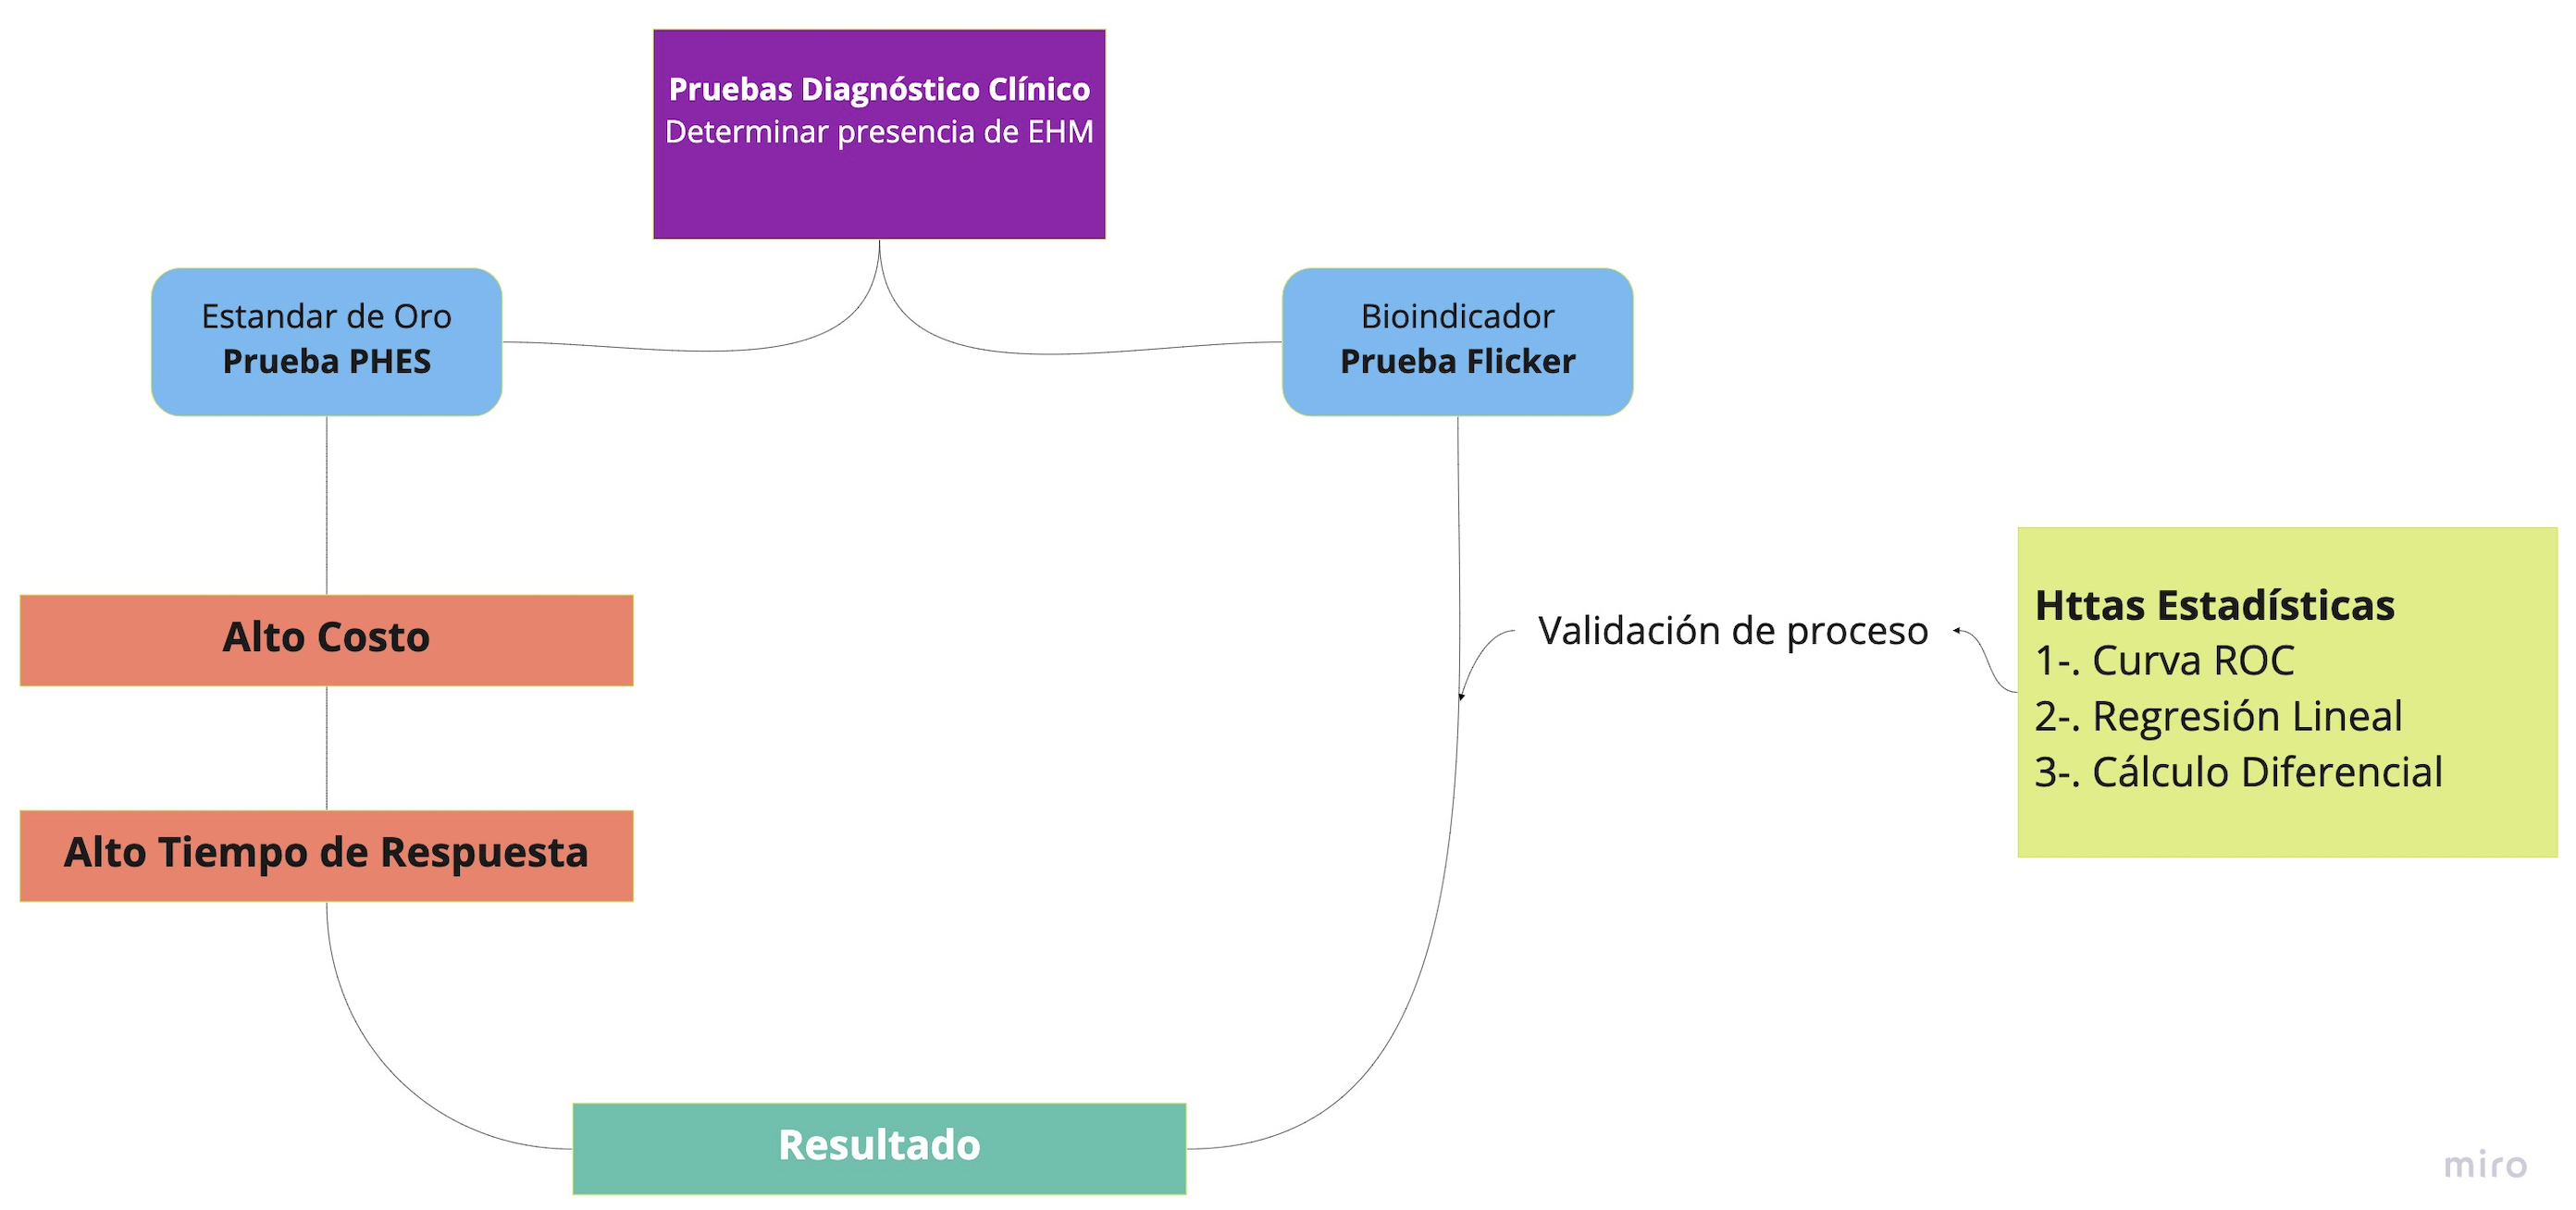 Pruebas Diagnóstico Clínico
Determinar presencia de EHM
Estandar de Oro
Prueba PHES
Bioindicador
Prueba Flicker
Alto Costo
Validación de proceso
Httas Estadísticas
1-. Curva ROC
2-. Regresión Lineal
3-. Cálculo Diferencial
Alto Tiempo de Respuesta
Resultado
miro